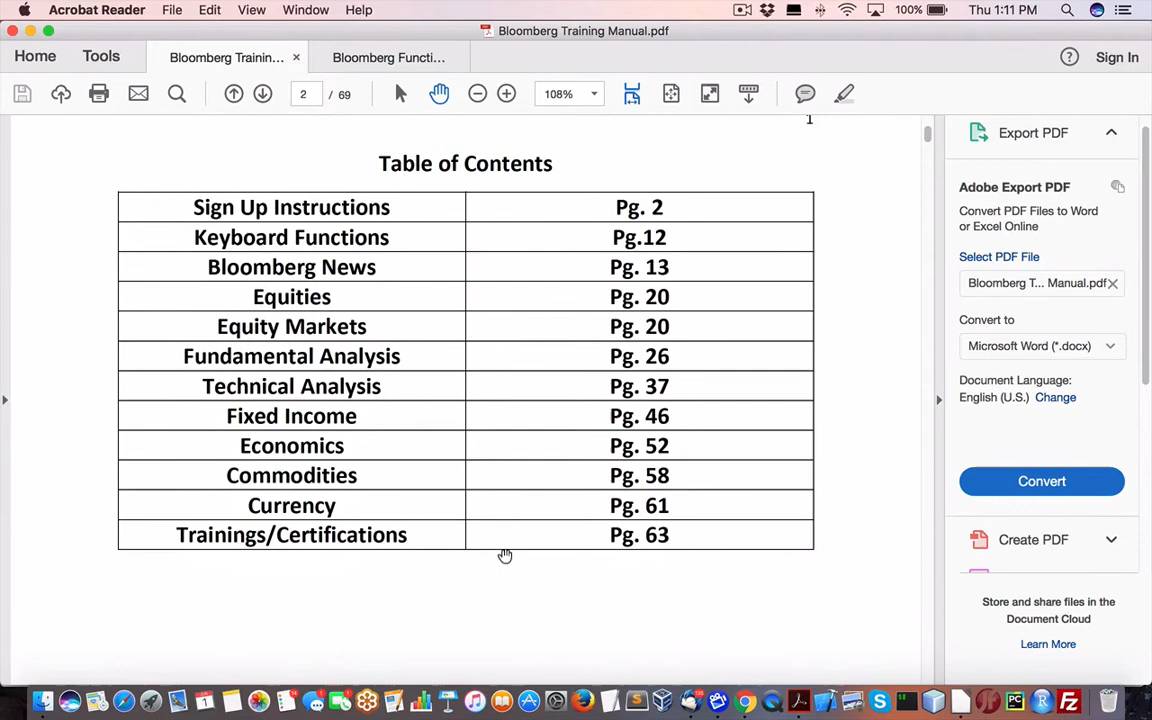 Acrobat Reader File Edit View Window Help 100% Thu 1:11 PM
Bloomberg Training Manual.pdf
Home Tools Bloomberg Trainin... × Bloomberg Functi... ? Sign In
2 / 69 108%
1
Table of Contents
Sign Up Instructions Pg. 2
Keyboard Functions Pg.12
Bloomberg News Pg. 13
Equities Pg. 20
Equity Markets Pg. 20
Fundamental Analysis Pg. 26
Technical Analysis Pg. 37
Fixed Income Pg. 46
Economics Pg. 52
Commodities Pg. 58
Currency Pg. 61
Trainings/Certifications Pg. 63
Export PDF
Adobe Export PDF
Convert PDF Files to Word
or Excel Online
Select PDF File
Bloomberg T... Manual.pdf ×
Convert to
Microsoft Word (*.docx)
Document Language:
English (U.S.) Change
Convert
Create PDF
Store and share files in the
Document Cloud
Learn More